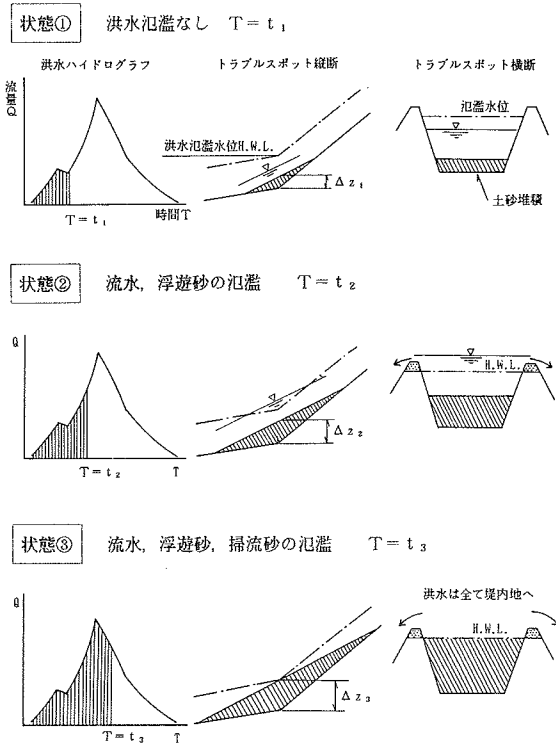 状態① 洪水氾濫なし T=t₁
洪水ハイドログラフ トラブルスポット縦断 トラブルスポット横断
流量Q
洪水氾濫水位H.W.L.
Δz₁
氾濫水位
土砂堆積
T=t₁
時間T
状態② 流水,浮遊砂の氾濫 T=t₂
Q
H.W.L.
Δz₂
T=t₂
T
状態③ 流水,浮遊砂,掃流砂の氾濫 T=t₃
Q
洪水は全て堤内地へ
H.W.L.
Δz₃
T=t₃
T